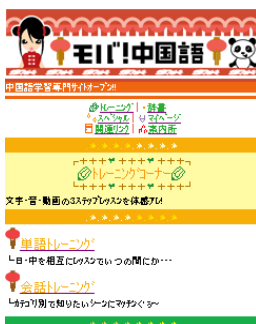 モバ!中国語
中国語学習専門サイトオープン!!
トレーニング 辞書
スペシャル マイページ
関連リンク 案内所
トレーニングコーナー
文字・音・動画の3ステップレッスンを体感アレ!
単語トレーニング
└日・中を相互にレッスンでいつの間にか・・・
会話トレーニング
└カテゴリ別で知りたいシーンにマッチング〜